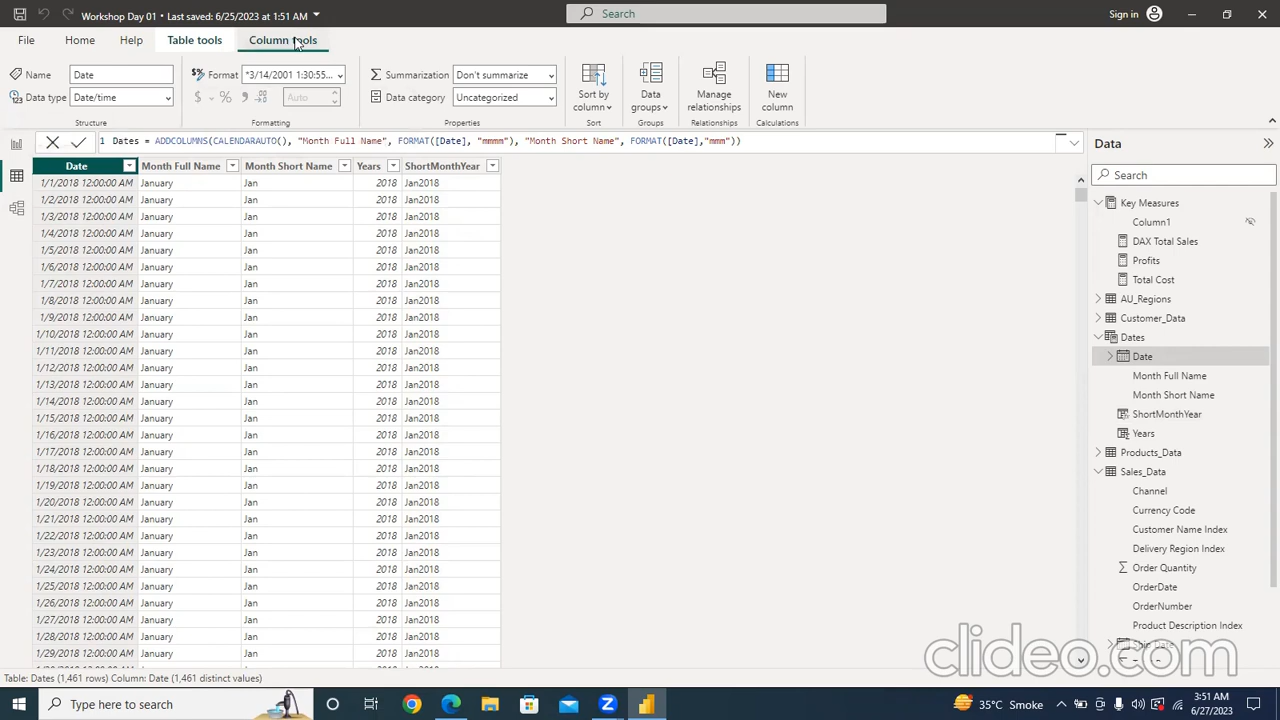 Workshop Day 01 • Last saved: 6/25/2023 at 1:51 AM
Search
Sign in
File
Home
Help
Table tools
Column tools
Name
Date
Data type
Date/time
Structure
Format
*3/14/2001 1:30:55...
$
%
Auto
Formatting
Summarization
Don't summarize
Data category
Uncategorized
Properties
Sort by
column
Sort
Data
groups
Groups
Manage
relationships
Relationships
New
column
Calculations
1 Dates = ADDCOLUMNS(CALENDARAUTO(), "Month Full Name", FORMAT([Date], "mmmm"), "Month Short Name", FORMAT([Date],"mmm"))
Date Month Full Name Month Short Name Years ShortMonthYear
1/1/2018 12:00:00 AM January Jan 2018 Jan2018
1/2/2018 12:00:00 AM January Jan 2018 Jan2018
1/3/2018 12:00:00 AM January Jan 2018 Jan2018
1/4/2018 12:00:00 AM January Jan 2018 Jan2018
1/5/2018 12:00:00 AM January Jan 2018 Jan2018
1/6/2018 12:00:00 AM January Jan 2018 Jan2018
1/7/2018 12:00:00 AM January Jan 2018 Jan2018
1/8/2018 12:00:00 AM January Jan 2018 Jan2018
1/9/2018 12:00:00 AM January Jan 2018 Jan2018
1/10/2018 12:00:00 AM January Jan 2018 Jan2018
1/11/2018 12:00:00 AM January Jan 2018 Jan2018
1/12/2018 12:00:00 AM January Jan 2018 Jan2018
1/13/2018 12:00:00 AM January Jan 2018 Jan2018
1/14/2018 12:00:00 AM January Jan 2018 Jan2018
1/15/2018 12:00:00 AM January Jan 2018 Jan2018
1/16/2018 12:00:00 AM January Jan 2018 Jan2018
1/17/2018 12:00:00 AM January Jan 2018 Jan2018
1/18/2018 12:00:00 AM January Jan 2018 Jan2018
1/19/2018 12:00:00 AM January Jan 2018 Jan2018
1/20/2018 12:00:00 AM January Jan 2018 Jan2018
1/21/2018 12:00:00 AM January Jan 2018 Jan2018
1/22/2018 12:00:00 AM January Jan 2018 Jan2018
1/23/2018 12:00:00 AM January Jan 2018 Jan2018
1/24/2018 12:00:00 AM January Jan 2018 Jan2018
1/25/2018 12:00:00 AM January Jan 2018 Jan2018
1/26/2018 12:00:00 AM January Jan 2018 Jan2018
1/27/2018 12:00:00 AM January Jan 2018 Jan2018
1/28/2018 12:00:00 AM January Jan 2018 Jan2018
1/29/2018 12:00:00 AM January Jan 2018 Jan2018
Data
Search
Key Measures
Column1
DAX Total Sales
Profits
Total Cost
AU_Regions
Customer_Data
Dates
Date
Month Full Name
Month Short Name
ShortMonthYear
Years
Products_Data
Sales_Data
Channel
Currency Code
Customer Name Index
Delivery Region Index
Order Quantity
OrderDate
OrderNumber
Product Description Index
Ship Date
clideo.com
Table: Dates (1,461 rows) Column: Date (1,461 distinct values)
Type here to search
35°C Smoke
3:51 AM
6/27/2023